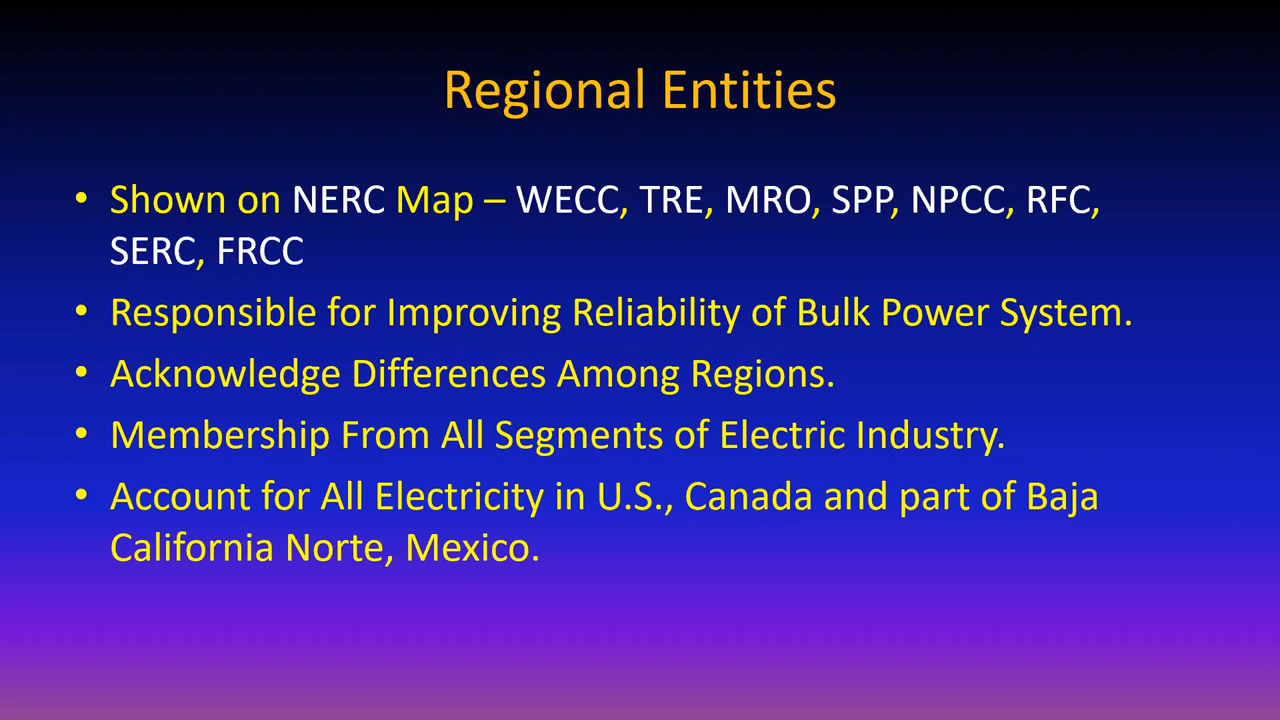 Regional Entities
• Shown on NERC Map – WECC, TRE, MRO, SPP, NPCC, RFC,
SERC, FRCC
• Responsible for Improving Reliability of Bulk Power System.
• Acknowledge Differences Among Regions.
• Membership From All Segments of Electric Industry.
• Account for All Electricity in U.S., Canada and part of Baja
California Norte, Mexico.